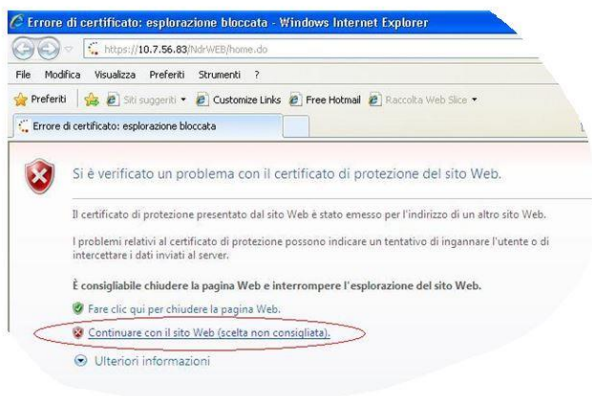 Errore di certificato: esplorazione bloccata - Windows Internet Explorer
https://10.7.56.83/NdrWEB/home.do
File Modifica Visualizza Preferiti Strumenti ?
Preferiti Siti suggeriti Customize Links Free Hotmail Raccolta Web Slice
Errore di certificato: esplorazione bloccata
Si è verificato un problema con il certificato di protezione del sito Web.
Il certificato di protezione presentato dal sito Web è stato emesso per l'indirizzo di un altro sito Web.
I problemi relativi al certificato di protezione possono indicare un tentativo di ingannare l'utente o di
intercettare i dati inviati al server.
È consigliabile chiudere la pagina Web e interrompere l'esplorazione del sito Web.
Fare clic qui per chiudere la pagina Web.
Continuare con il sito Web (scelta non consigliata).
Ulteriori informazioni